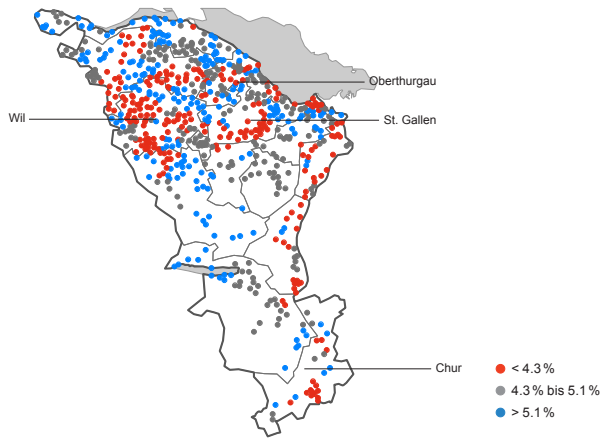 Oberthurgau
Wil
St. Gallen
Chur
< 4.3 %
4.3 % bis 5.1 %
> 5.1 %